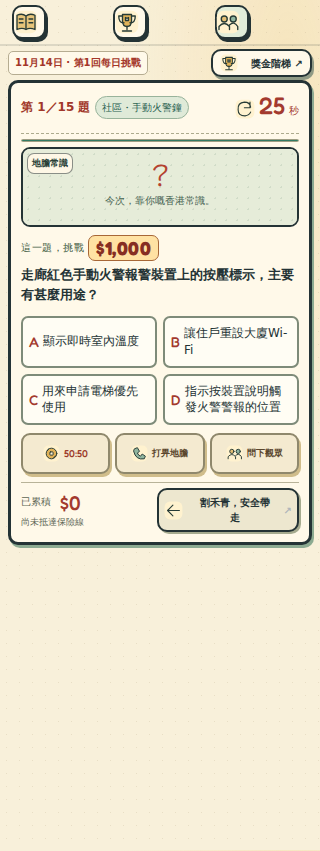 11月14日 · 第1回每日挑戰
獎金階梯 ↗
第 1／15 題
社區 · 手動火警鐘
25 秒
地膽常識
?
今次，靠你嘅香港常識。
這一題，挑戰 $1,000
走廊紅色手動火警報警裝置上的按壓標示，主要
有甚麼用途？
A 顯示即時室內溫度
B 讓住戶重設大廈Wi-
Fi
C 用來申請電梯優先
使用
D 指示按裝置說明觸
發火警警報的位置
50:50
打畀地膽
問下觀眾
已累積 $0
尚未抵達保險線
割禾青，安全帶
走 ↗